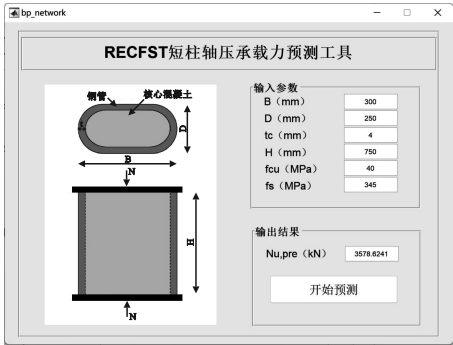 bp_network
RECFST短柱轴压承载力预测工具
钢管
核心混凝土
D
B
N
H
N
输入参数
B（mm） 300
D（mm） 250
tc（mm） 4
H（mm） 750
fcu（MPa） 40
fs（MPa） 345
输出结果
Nu,pre（kN） 3578.6241
开始预测